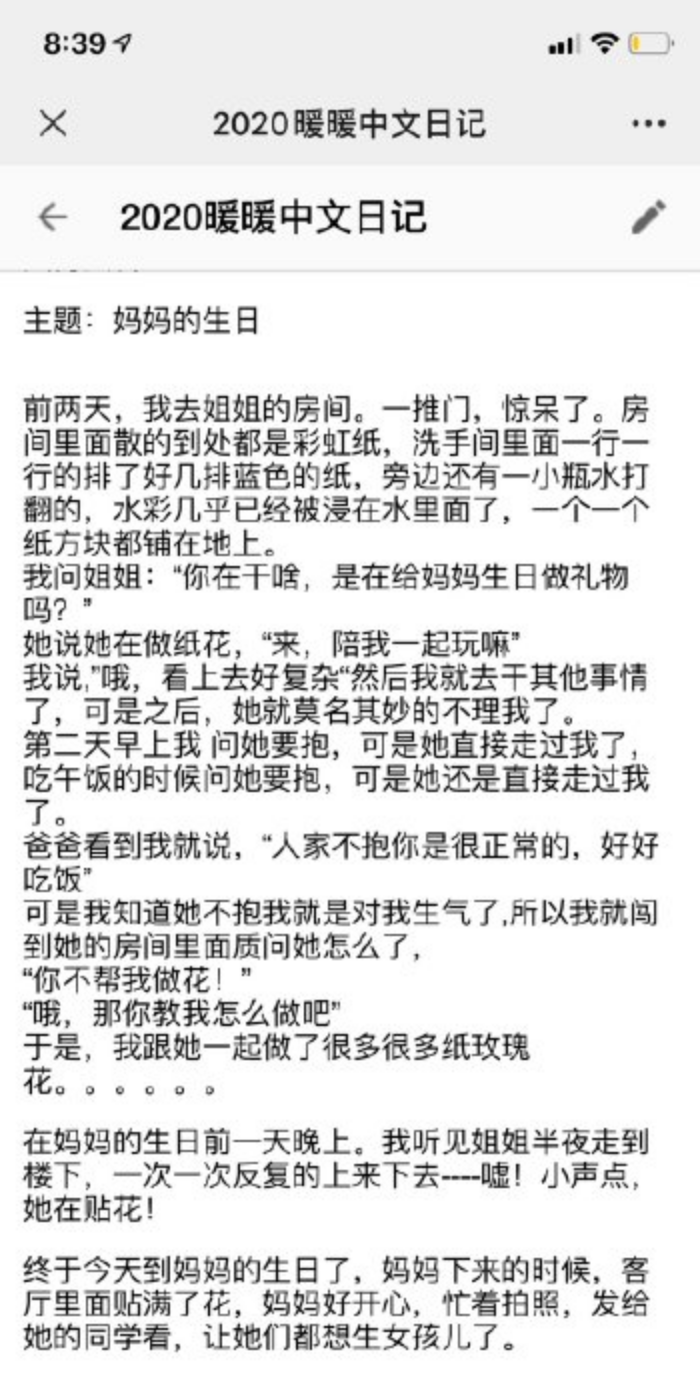 8:39
2020暖暖中文日记
2020暖暖中文日记
主题：妈妈的生日
前两天，我去姐姐的房间。一推门，惊呆了。房
间里面散的到处都是彩虹纸，洗手间里面一行一
行的排了好几排蓝色的纸，旁边还有一小瓶水打
翻的，水彩几乎已经被浸在水里面了，一个一个
纸方块都铺在地上。
我问姐姐：“你在干啥，是在给妈妈生日做礼物
吗？”
她说她在做纸花，“来，陪我一起玩嘛”
我说,”哦，看上去好复杂“然后我就去干其他事情
了，可是之后，她就莫名其妙的不理我了。
第二天早上我 问她要抱，可是她直接走过我了，
吃午饭的时候问她要抱，可是她还是直接走过我
了。
爸爸看到我就说，“人家不抱你是很正常的，好好
吃饭”
可是我知道她不抱我就是对我生气了,所以我就闯
到她的房间里面质问她怎么了，
“你不帮我做花！”
“哦，那你教我怎么做吧”
于是，我跟她一起做了很多很多纸玫瑰
花。。。。。。
在妈妈的生日前一天晚上。我听见姐姐半夜走到
楼下，一次一次反复的上来下去----嘘！小声点，
她在贴花！
终于今天到妈妈的生日了，妈妈下来的时候，客
厅里面贴满了花，妈妈好开心，忙着拍照，发给
她的同学看，让她们都想生女孩儿了。